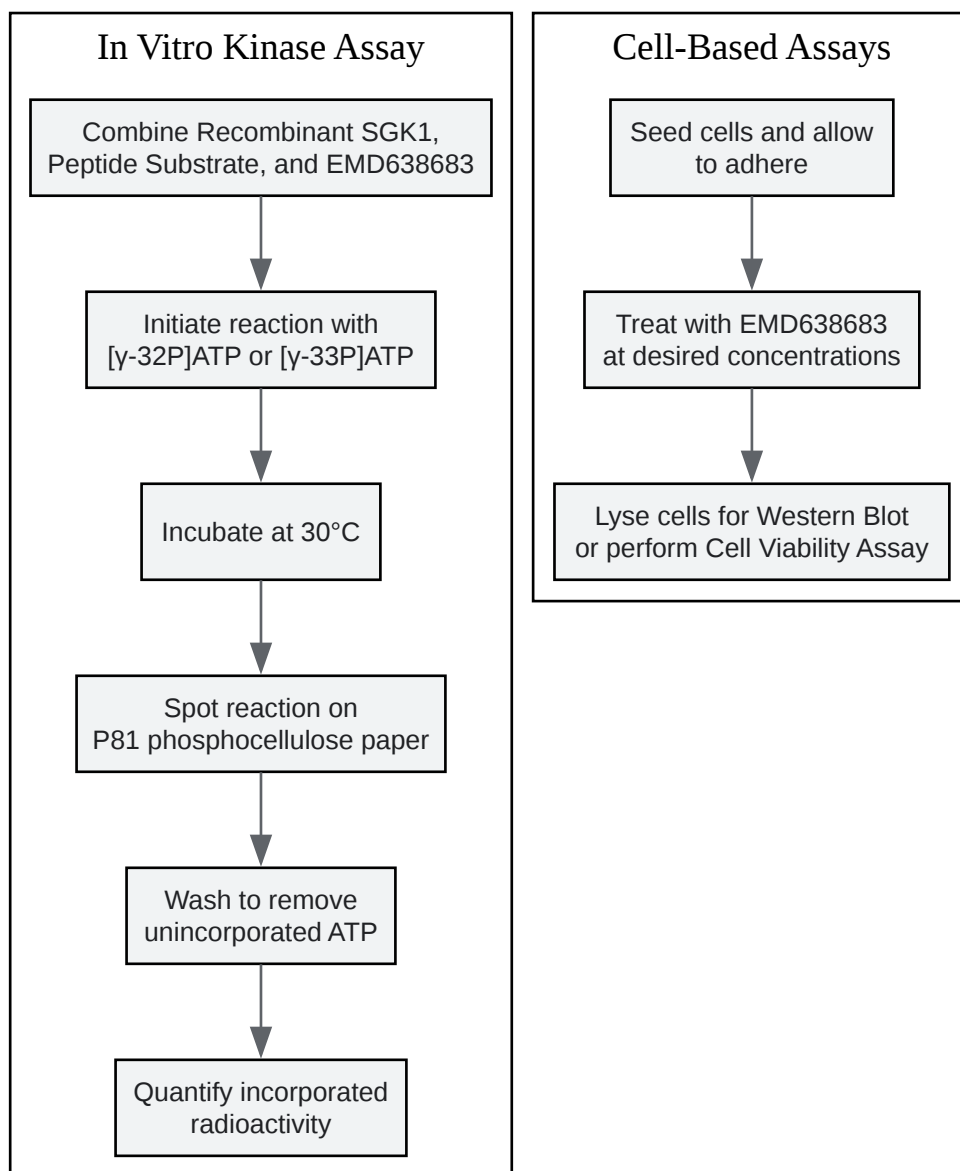 In Vitro Kinase Assay
Combine Recombinant SGK1,
Peptide Substrate, and EMD638683
Initiate reaction with
[γ-32P]ATP or [γ-33P]ATP
Incubate at 30°C
Spot reaction on
P81 phosphocellulose paper
Wash to remove
unincorporated ATP
Quantify incorporated
radioactivity
Cell-Based Assays
Seed cells and allow
to adhere
Treat with EMD638683
at desired concentrations
Lyse cells for Western Blot
or perform Cell Viability Assay